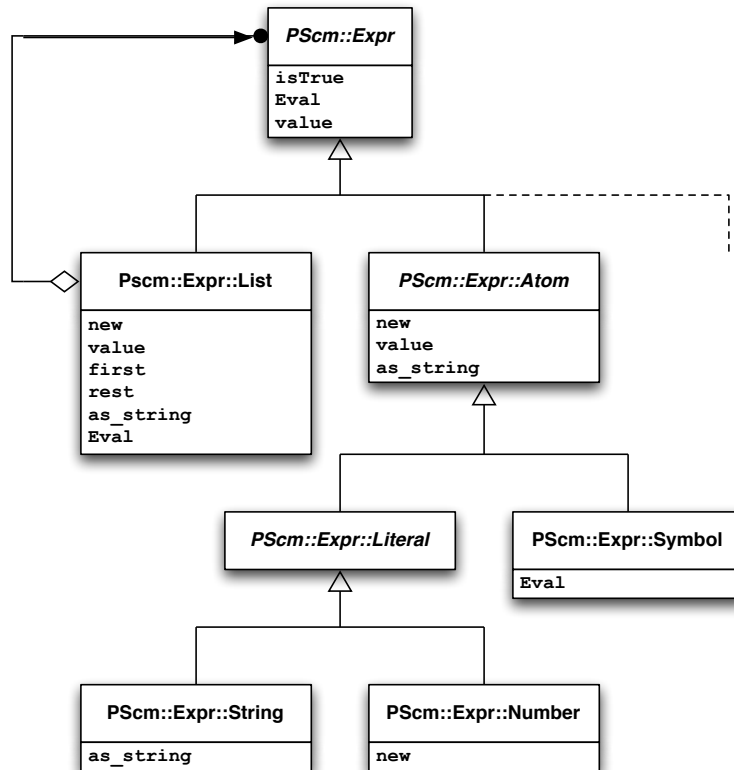 PScm::Expr
isTrue
Eval
value
Pscm::Expr::List
new
value
first
rest
as_string
Eval
PScm::Expr::Atom
new
value
as_string
PScm::Expr::Literal
PScm::Expr::Symbol
Eval
PScm::Expr::String
as_string
PScm::Expr::Number
new